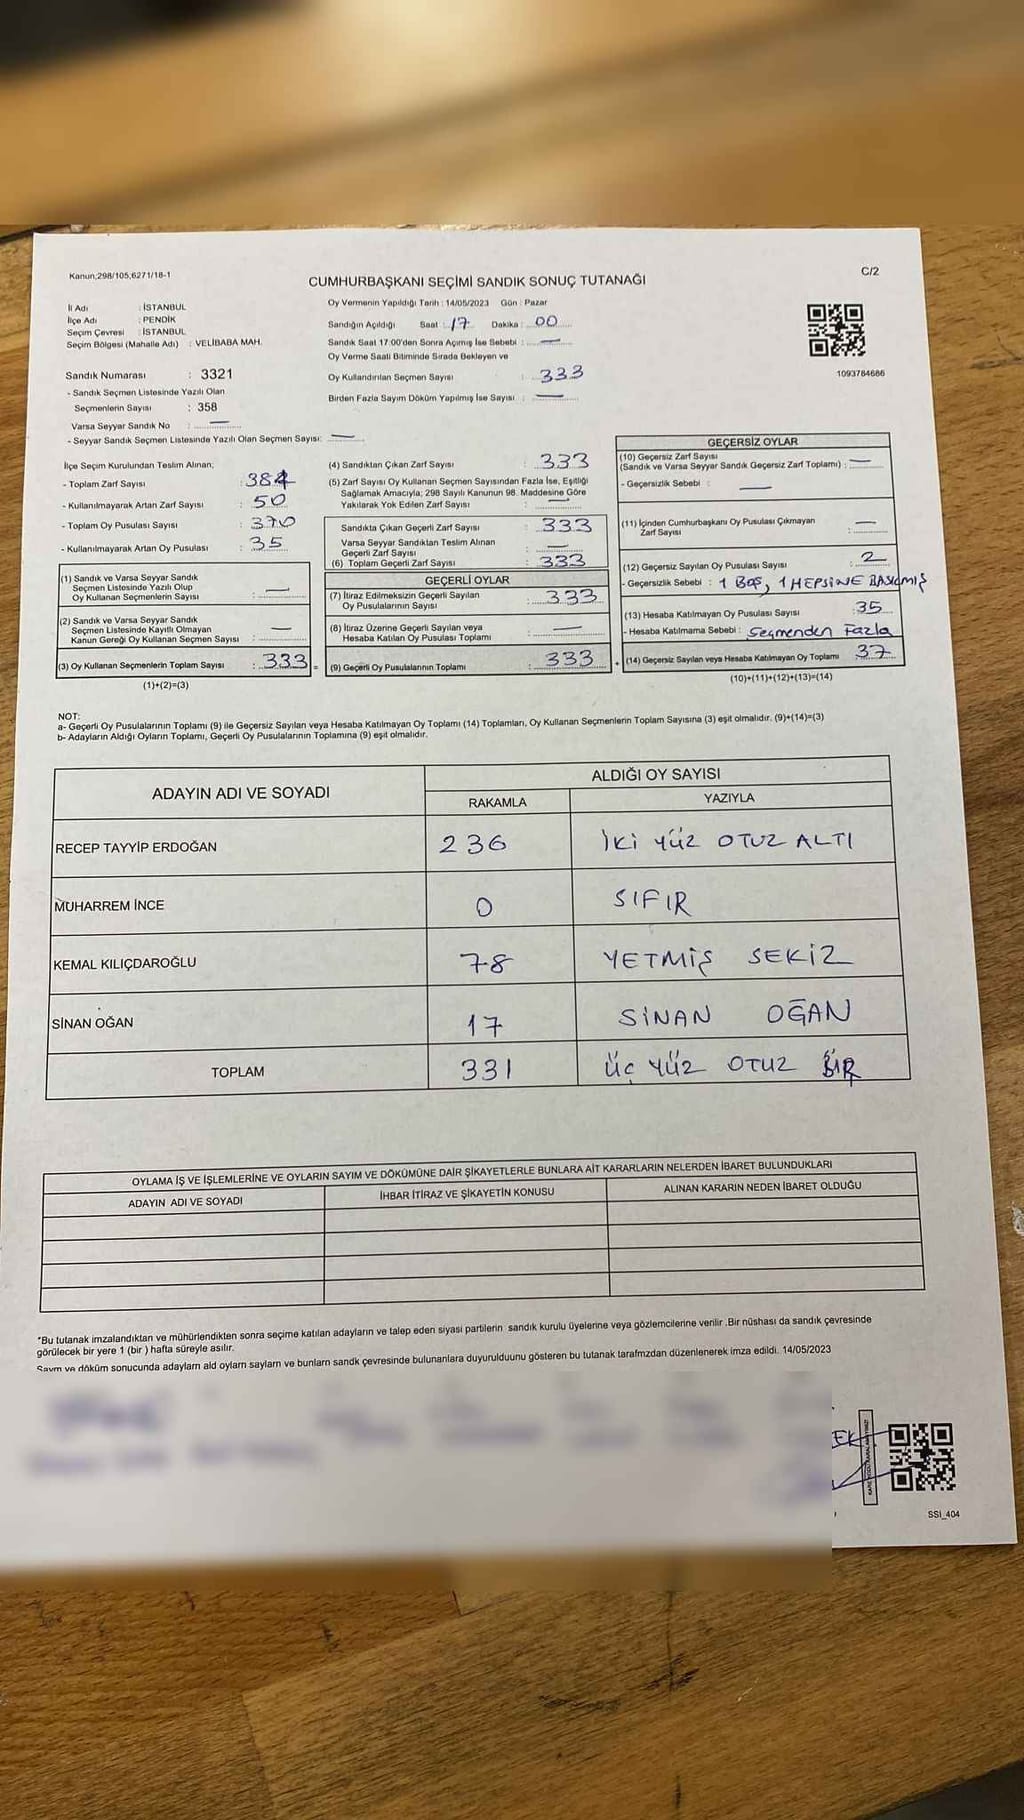 Kanun;298/105,6271/18-1
C/2
CUMHURBAŞKANI SEÇİMİ SANDIK SONUÇ TUTANAĞI
İl Adı : İSTANBUL
İlçe Adı : PENDİK
Seçim Çevresi : İSTANBUL
Seçim Bölgesi (Mahalle Adı) : VELİBABA MAH.
Sandık Numarası : 3321
- Sandık Seçmen Listesinde Yazılı Olan
Seçmenlerin Sayısı : 358
Varsa Seyyar Sandık No : —
- Seyyar Sandık Seçmen Listesinde Yazılı Olan Seçmen Sayısı: —
Oy Vermenin Yapıldığı Tarih : 14/05/2023 Gün : Pazar
Sandığın Açıldığı Saat : 17 Dakika : 00
Sandık Saat 17:00'den Sonra Açmış İse Sebebi : —
Oy Verme Saati Bitiminde Sırada Bekleyen ve
Oy Kullandırılan Seçmen Sayısı : 333
Birden Fazla Sayım Döküm Yapılmış İse Sayısı : —
1093784686
İlçe Seçim Kurulundan Teslim Alınan;
- Toplam Zarf Sayısı : 384
- Kullanılmayarak Artan Zarf Sayısı : 50
- Toplam Oy Pusulası Sayısı : 370
- Kullanılmayarak Artan Oy Pusulası : 35
(1) Sandık ve Varsa Seyyar Sandık
Seçmen Listesinde Yazılı Olup
Oy Kullanan Seçmenlerin Sayısı : —
(2) Sandık ve Varsa Seyyar Sandık
Seçmen Listesinde Kayıtlı Olmayan
Kanun Gereği Oy Kullanan Seçmen Sayısı : —
(3) Oy Kullanan Seçmenlerin Toplam Sayısı : 333 =
(1)+(2)=(3)
(4) Sandıktan Çıkan Zarf Sayısı : 333
(5) Zarf Sayısı Oy Kullanan Seçmen Sayısından Fazla İse, Eşitliği
Sağlamak Amacıyla; 298 Sayılı Kanunun 98. Maddesine Göre
Yakılarak Yok Edilen Zarf Sayısı : —
Sandıkta Çıkan Geçerli Zarf Sayısı : 333
Varsa Seyyar Sandıktan Teslim Alınan
Geçerli Zarf Sayısı : —
(6) Toplam Geçerli Zarf Sayısı : 333
GEÇERLİ OYLAR
(7) İtiraz Edilmeksizin Geçerli Sayılan
Oy Pusulalarının Sayısı : 333
(8) İtiraz Üzerine Geçerli Sayılan veya
Hesaba Katılan Oy Pusulası Toplamı : —
(9) Geçerli Oy Pusulalarının Toplamı : 333 +
GEÇERSİZ OYLAR
(10) Geçersiz Zarf Sayısı
(Sandık ve Varsa Seyyar Sandık Geçersiz Zarf Toplamı) : —
- Geçersizlik Sebebi : —
(11) İçinden Cumhurbaşkanı Oy Pusulası Çıkmayan
Zarf Sayısı : —
(12) Geçersiz Sayılan Oy Pusulası Sayısı : 2
- Geçersizlik Sebebi : 1 BOŞ, 1 HEPSİNE BASILMIŞ
(13) Hesaba Katılmayan Oy Pusulası Sayısı : 35
- Hesaba Katılmama Sebebi : Seçmenden Fazla
(14) Geçersiz Sayılan veya Hesaba Katılmayan Oy Toplamı 37
(10)+(11)+(12)+(13)=(14)
NOT:
a- Geçerli Oy Pusulalarının Toplamı (9) ile Geçersiz Sayılan veya Hesaba Katılmayan Oy Toplamı (14) Toplamları, Oy Kullanan Seçmenlerin Toplam Sayısına (3) eşit olmalıdır. (9)+(14)=(3)
b- Adayların Aldığı Oyların Toplamı, Geçerli Oy Pusulalarının Toplamına (9) eşit olmalıdır.
ADAYIN ADI VE SOYADI ALDIĞI OY SAYISI
RAKAMLA YAZIYLA
RECEP TAYYİP ERDOĞAN 236 İKİ YÜZ OTUZ ALTI
MUHARREM İNCE 0 SIFIR
KEMAL KILIÇDAROĞLU 78 YETMİŞ SEKİZ
SİNAN OĞAN 17 SİNAN OĞAN
TOPLAM 331 ÜÇ YÜZ OTUZ BİR
OYLAMA İŞ VE İŞLEMLERİNE VE OYLARIN SAYIM VE DÖKÜMÜNE DAİR ŞİKAYETLERLE BUNLARA AİT KARARLARIN NELERDEN İBARET BULUNDUKLARI
ADAYIN ADI VE SOYADI İHBAR İTİRAZ VE ŞİKAYETİN KONUSU ALINAN KARARIN NEDEN İBARET OLDUĞU
*Bu tutanak imzalandıktan ve mühürlendikten sonra seçime katılan adayların ve talep eden siyasi partilerin sandık kurulu üyelerine veya gözlemcilerine verilir .Bir nüshası da sandık çevresinde
görülecek bir yere 1 (bir ) hafta süreyle asılır.
Sayım ve döküm sonucunda adayların ald oyların sayları ve bunların sandk çevresinde bulunanlara duyurulduunu gösteren bu tutanak tarafmzdan düzenlenerek imza edildi. 14/05/2023
EK
SSİ_404